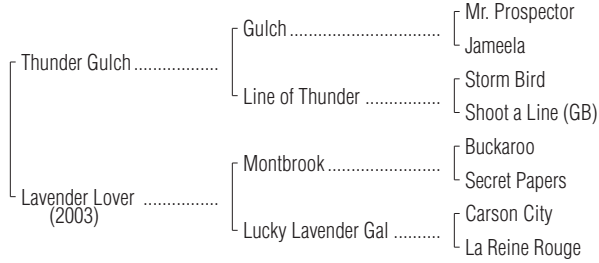 Mr. Prospector
Gulch ................................
Jameela
Thunder Gulch ..................
Storm Bird
Line of Thunder ................
Shoot a Line (GB)
Buckaroo
Montbrook ........................
Secret Papers
Lavender Lover ................
(2003)
Carson City
Lucky Lavender Gal ..........
La Reine Rouge